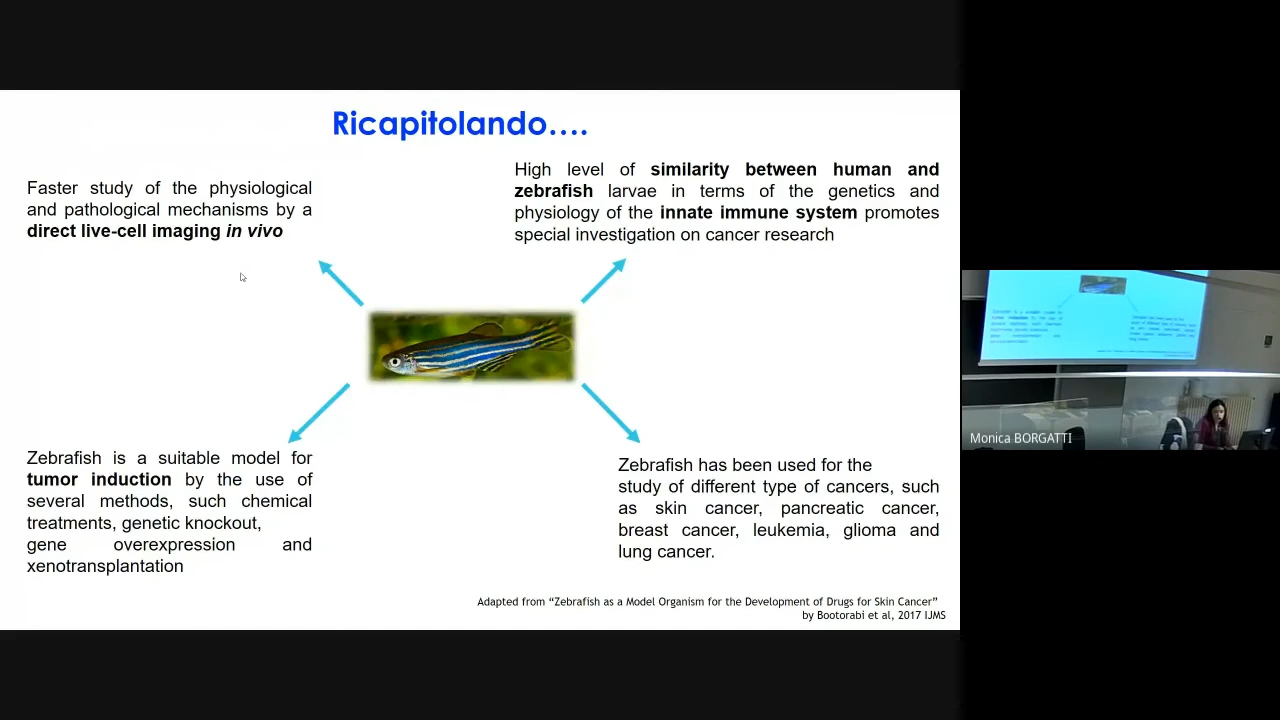 Ricapitolando....
Faster study of the physiological
and pathological mechanisms by a
direct live-cell imaging in vivo
High level of similarity between human and
zebrafish larvae in terms of the genetics and
physiology of the innate immune system promotes
special investigation on cancer research
Zebrafish is a suitable model for
tumor induction by the use of
several methods, such chemical
treatments, genetic knockout,
gene overexpression and
xenotransplantation
Zebrafish has been used for the
study of different type of cancers, such
as skin cancer, pancreatic cancer,
breast cancer, leukemia, glioma and
lung cancer.
Adapted from “Zebrafish as a Model Organism for the Development of Drugs for Skin Cancer”
by Bootorabi et al, 2017 IJMS
Monica BORGATTI